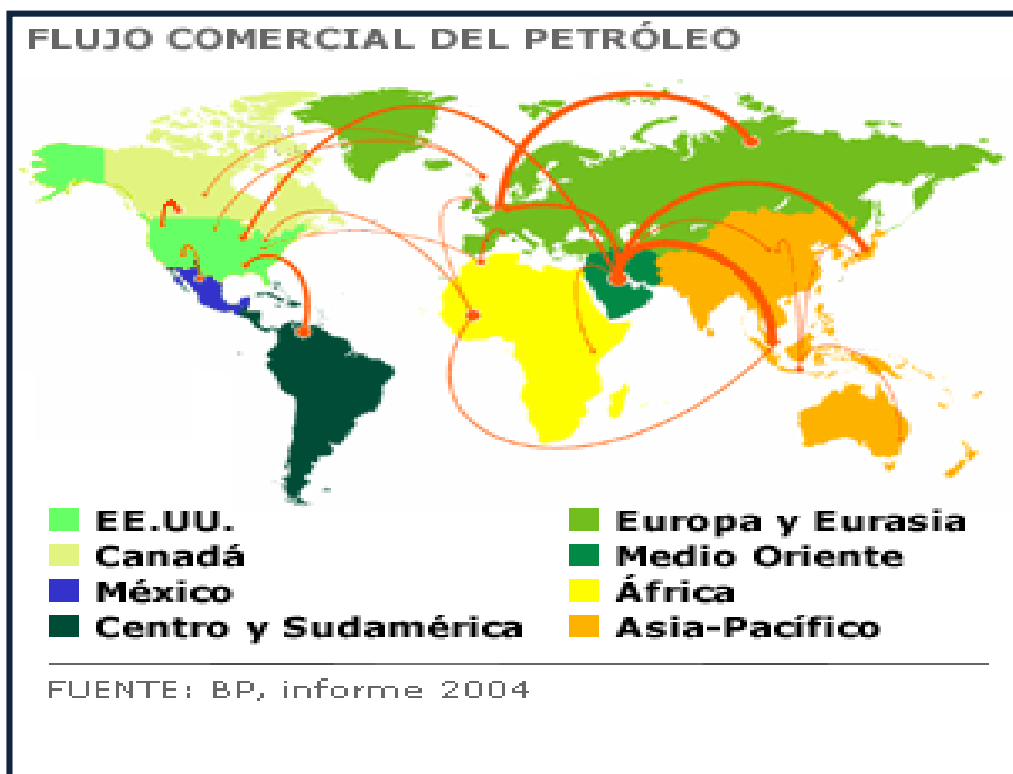 FLUJO COMERCIAL DEL PETRÓLEO
EE.UU.
Canadá
México
Centro y Sudamérica
Europa y Eurasia
Medio Oriente
África
Asia-Pacífico
FUENTE: BP, informe 2004